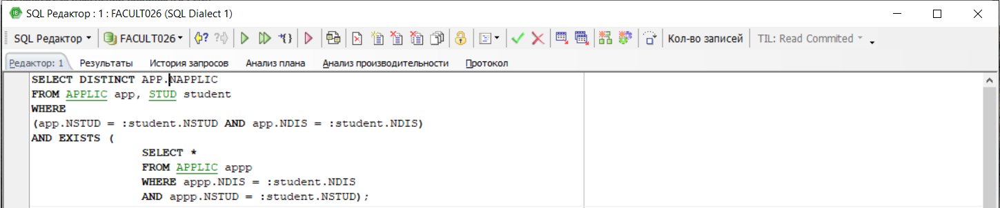 SQL Редактор : 1 : FACULT026 (SQL Dialect 1)
SQL Редактор FACULT026 Кол-во записей TIL: Read Commited
Редактор: 1 Результаты История запросов Анализ плана Анализ производительности Протокол
SELECT DISTINCT APP.NAPPLIC
FROM APPLIC app, STUD student
WHERE
(app.NSTUD = :student.NSTUD AND app.NDIS = :student.NDIS)
AND EXISTS (
SELECT *
FROM APPLIC appp
WHERE appp.NDIS = :student.NDIS
AND appp.NSTUD = :student.NSTUD);